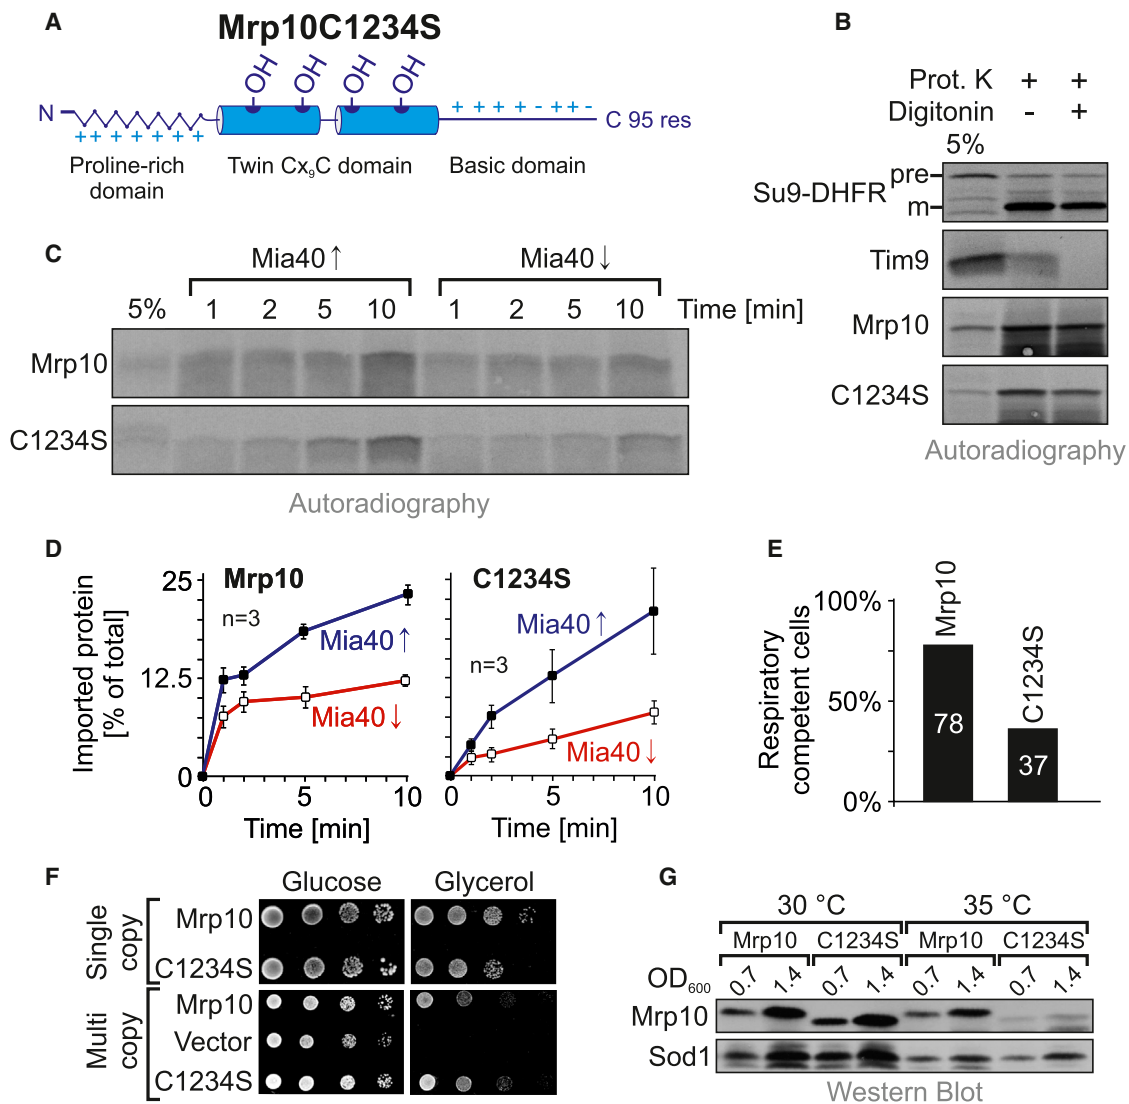 A
Mrp10C1234S
OH OH OH OH
N
+ + + + + + +
+ + + + - + + -
C 95 res
Proline-rich
domain
Twin Cx₉C domain
Basic domain
B
Prot. K + +
Digitonin - +
5%
Su9-DHFR
pre
m
Tim9
Mrp10
C1234S
Autoradiography
C
Mia40↑ Mia40↓
5% 1 2 5 10 1 2 5 10 Time [min]
Mrp10
C1234S
Autoradiography
D
Imported protein
[% of total]
25
12.5
0
Mrp10
n=3
Mia40↑
Mia40↓
0 5 10
Time [min]
C1234S
Mia40↑
n=3
Mia40↓
0 5 10
Time [min]
E
Respiratory
competent cells
100%
50%
0%
Mrp10
78
C1234S
37
F
Glucose Glycerol
Single
copy
Mrp10
C1234S
Multi
copy
Mrp10
Vector
C1234S
G
30 °C 35 °C
Mrp10 C1234S Mrp10 C1234S
OD₆₀₀ 0.7 1.4 0.7 1.4 0.7 1.4 0.7 1.4
Mrp10
Sod1
Western Blot